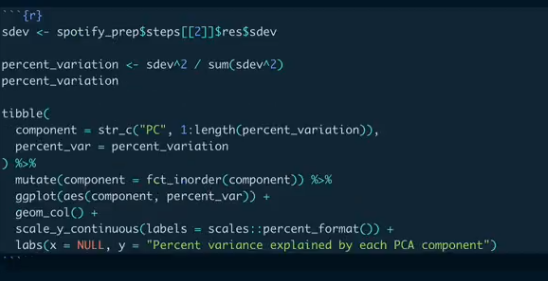 ```{r}
sdev <- spotify_prep$steps[[2]]$res$sdev

percent_variation <- sdev^2 / sum(sdev^2)
percent_variation

tibble(
  component = str_c("PC", 1:length(percent_variation)),
  percent_var = percent_variation
) %>%
  mutate(component = fct_inorder(component)) %>%
  ggplot(aes(component, percent_var)) +
  geom_col() +
  scale_y_continuous(labels = scales::percent_format()) +
  labs(x = NULL, y = "Percent variance explained by each PCA component")
```